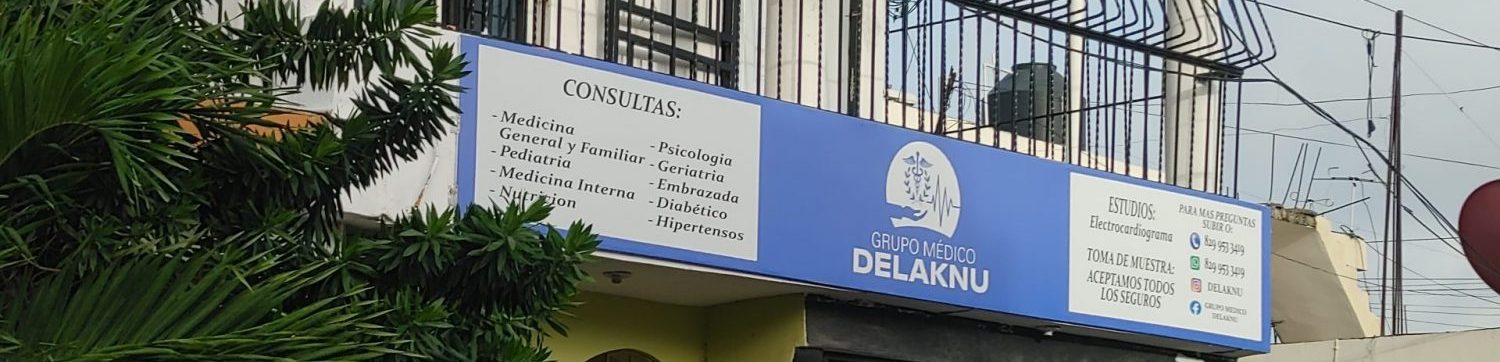 CONSULTAS:
- Medicina
General y Familiar
- Pediatria
- Medicina Interna
- Nutricion
- Psicologia
- Geriatria
- Embrazada
- Diabético
- Hipertensos
GRUPO MÉDICO
DELAKNU
ESTUDIOS:
Electrocardiograma
TOMA DE MUESTRA:
ACEPTAMOS TODOS
LOS SEGUROS
PARA MAS PREGUNTAS
SUBIR O:
829 953 3419
829 953 3419
DELAKNU
GRUPO MEDICO
DELAKNU